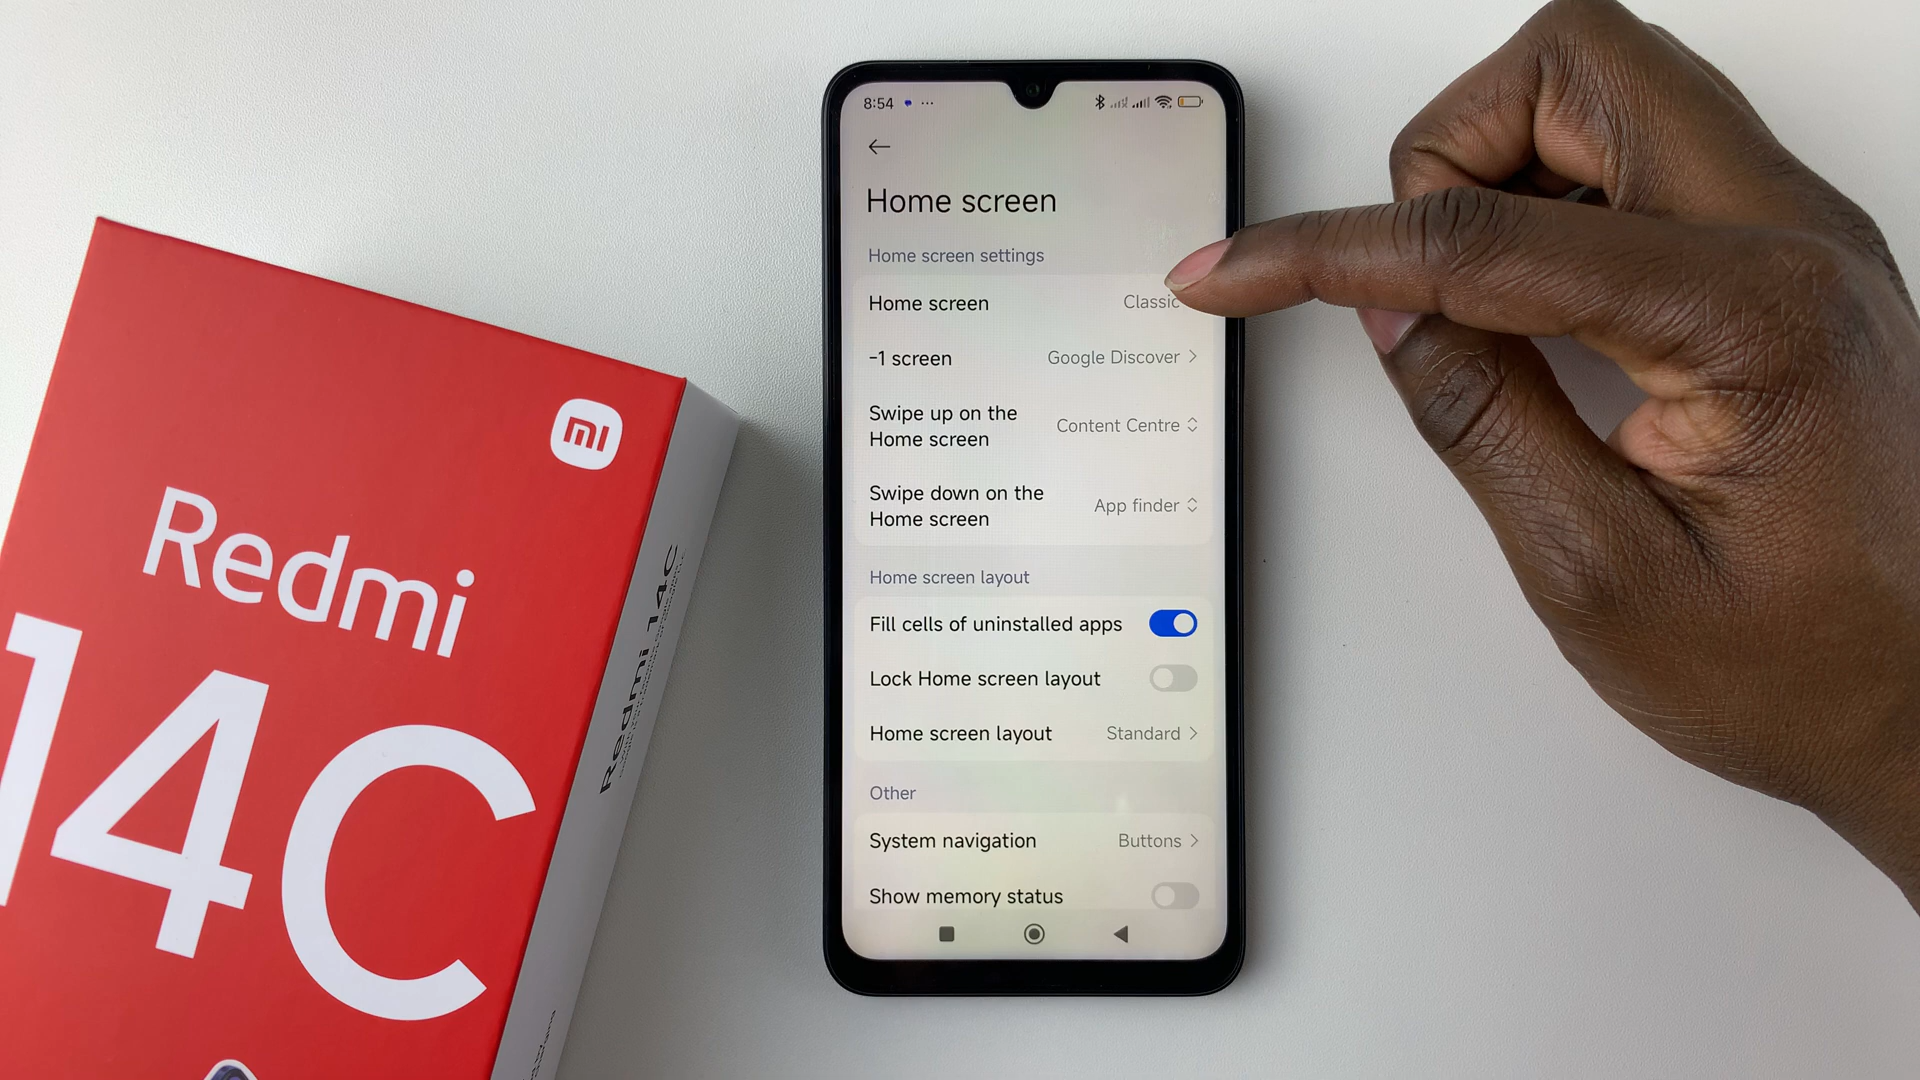 8:54 ...
Home screen
Home screen settings
Home screen Classic
-1 screen Google Discover
Swipe up on the
Home screen
Content Centre
Swipe down on the
Home screen
App finder
Home screen layout
Fill cells of uninstalled apps
Lock Home screen layout
Home screen layout Standard
Other
System navigation Buttons
Show memory status
mi
Redmi
14C
Redmi 14C